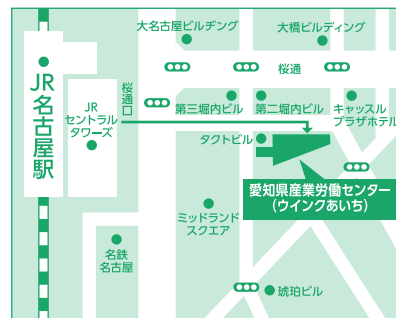 大名古屋ビルヂング
大橋ビルディング
JR
名古屋駅
桜通
桜通口
JR
セントラル
タワーズ
第三堀内ビル
第二堀内ビル
キャッスル
プラザホテル
タクトビル
愛知県産業労働センター
(ウインクあいち)
ミッドランド
スクエア
名鉄
名古屋
琥珀ビル